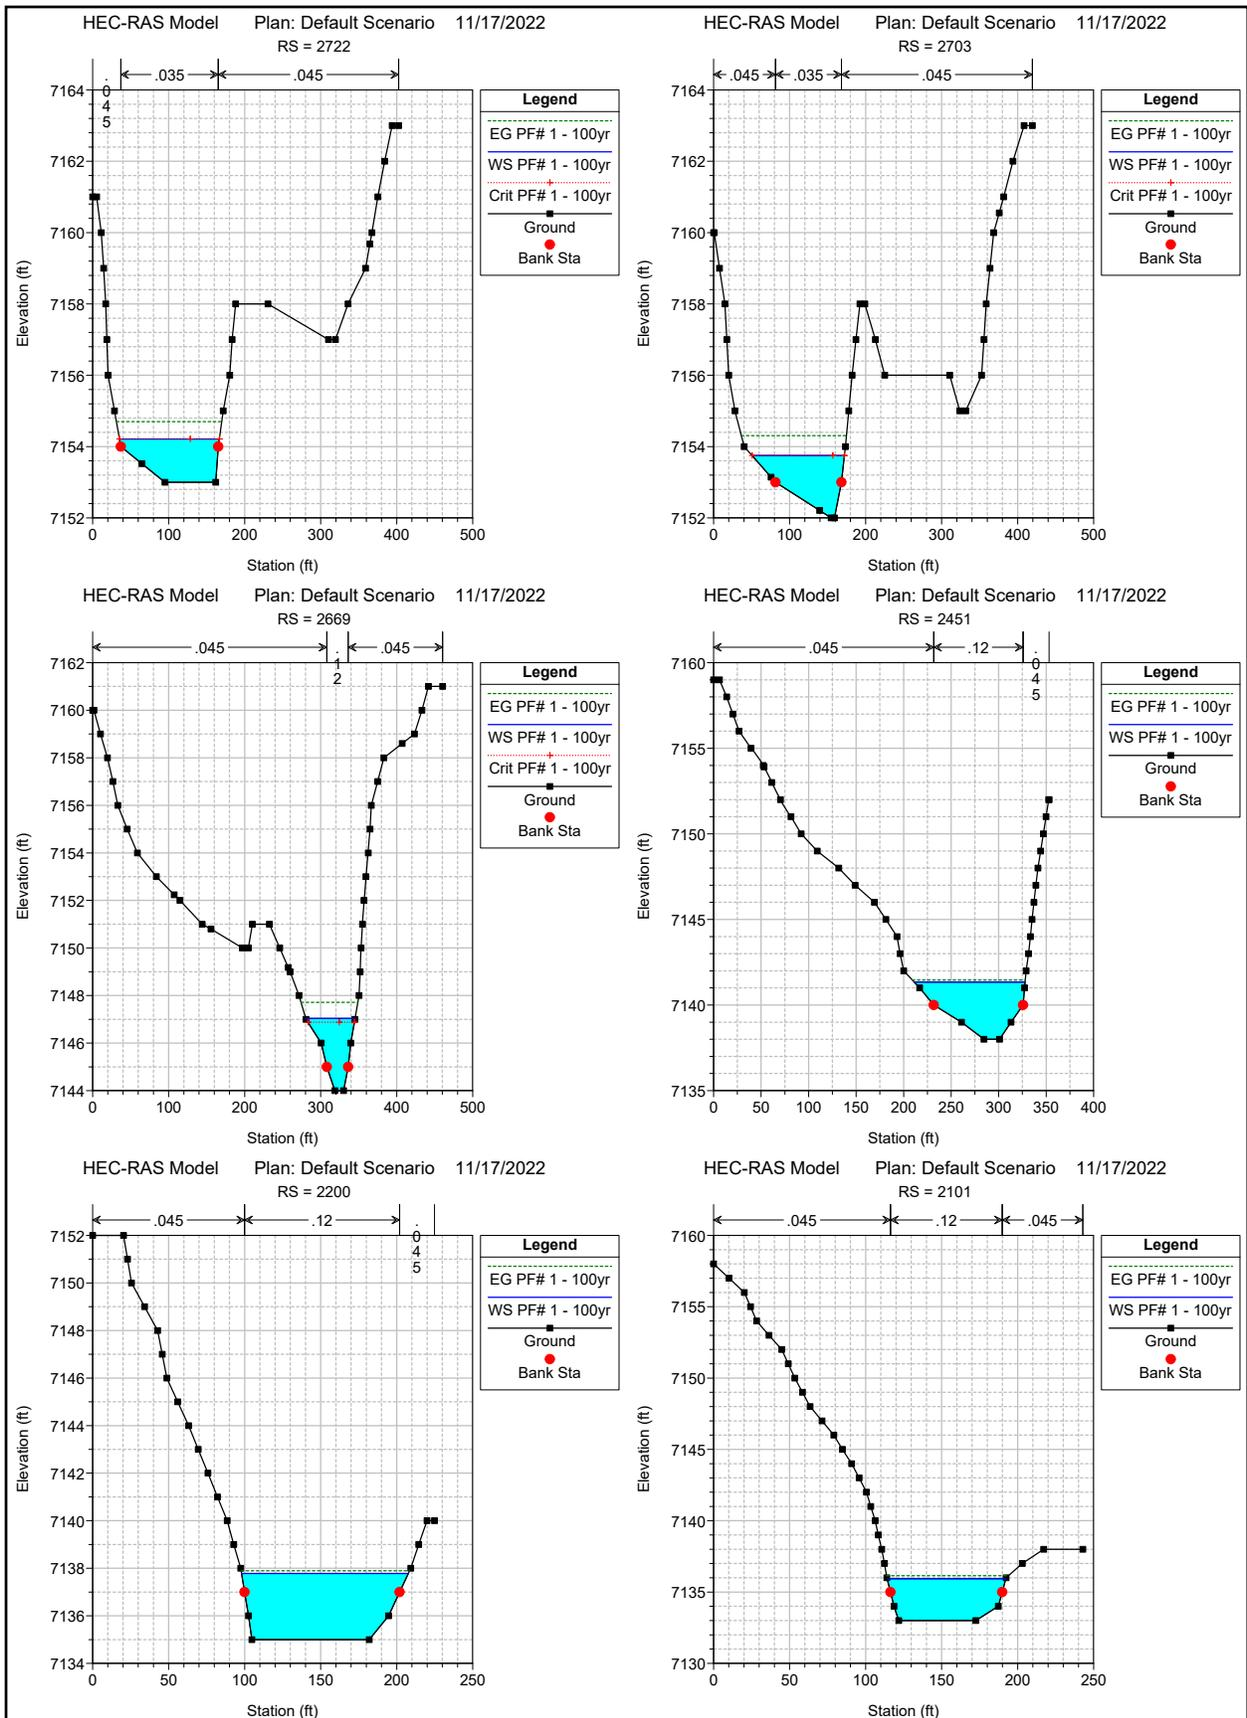 HEC-RAS Model Plan: Default Scenario 11/17/2022
RS = 2722
.045 .035 .045
Legend
EG PF# 1 - 100yr
WS PF# 1 - 100yr
Crit PF# 1 - 100yr
Ground
Bank Sta
7164
7162
7160
7158
7156
7154
7152
Elevation (ft)
0 100 200 300 400 500
Station (ft)
HEC-RAS Model Plan: Default Scenario 11/17/2022
RS = 2703
.045 .035 .045
Legend
EG PF# 1 - 100yr
WS PF# 1 - 100yr
Crit PF# 1 - 100yr
Ground
Bank Sta
7164
7162
7160
7158
7156
7154
7152
Elevation (ft)
0 100 200 300 400 500
Station (ft)
HEC-RAS Model Plan: Default Scenario 11/17/2022
RS = 2669
.045 .12 .045
Legend
EG PF# 1 - 100yr
WS PF# 1 - 100yr
Crit PF# 1 - 100yr
Ground
Bank Sta
7162
7160
7158
7156
7154
7152
7150
7148
7146
7144
Elevation (ft)
0 100 200 300 400 500
Station (ft)
HEC-RAS Model Plan: Default Scenario 11/17/2022
RS = 2451
.045 .12 .045
Legend
EG PF# 1 - 100yr
WS PF# 1 - 100yr
Ground
Bank Sta
7160
7155
7150
7145
7140
7135
Elevation (ft)
0 50 100 150 200 250 300 350 400
Station (ft)
HEC-RAS Model Plan: Default Scenario 11/17/2022
RS = 2200
.045 .12 .045
Legend
EG PF# 1 - 100yr
WS PF# 1 - 100yr
Ground
Bank Sta
7152
7150
7148
7146
7144
7142
7140
7138
7136
7134
Elevation (ft)
0 50 100 150 200 250
Station (ft)
HEC-RAS Model Plan: Default Scenario 11/17/2022
RS = 2101
.045 .12 .045
Legend
EG PF# 1 - 100yr
WS PF# 1 - 100yr
Ground
Bank Sta
7160
7155
7150
7145
7140
7135
7130
Elevation (ft)
0 50 100 150 200 250
Station (ft)